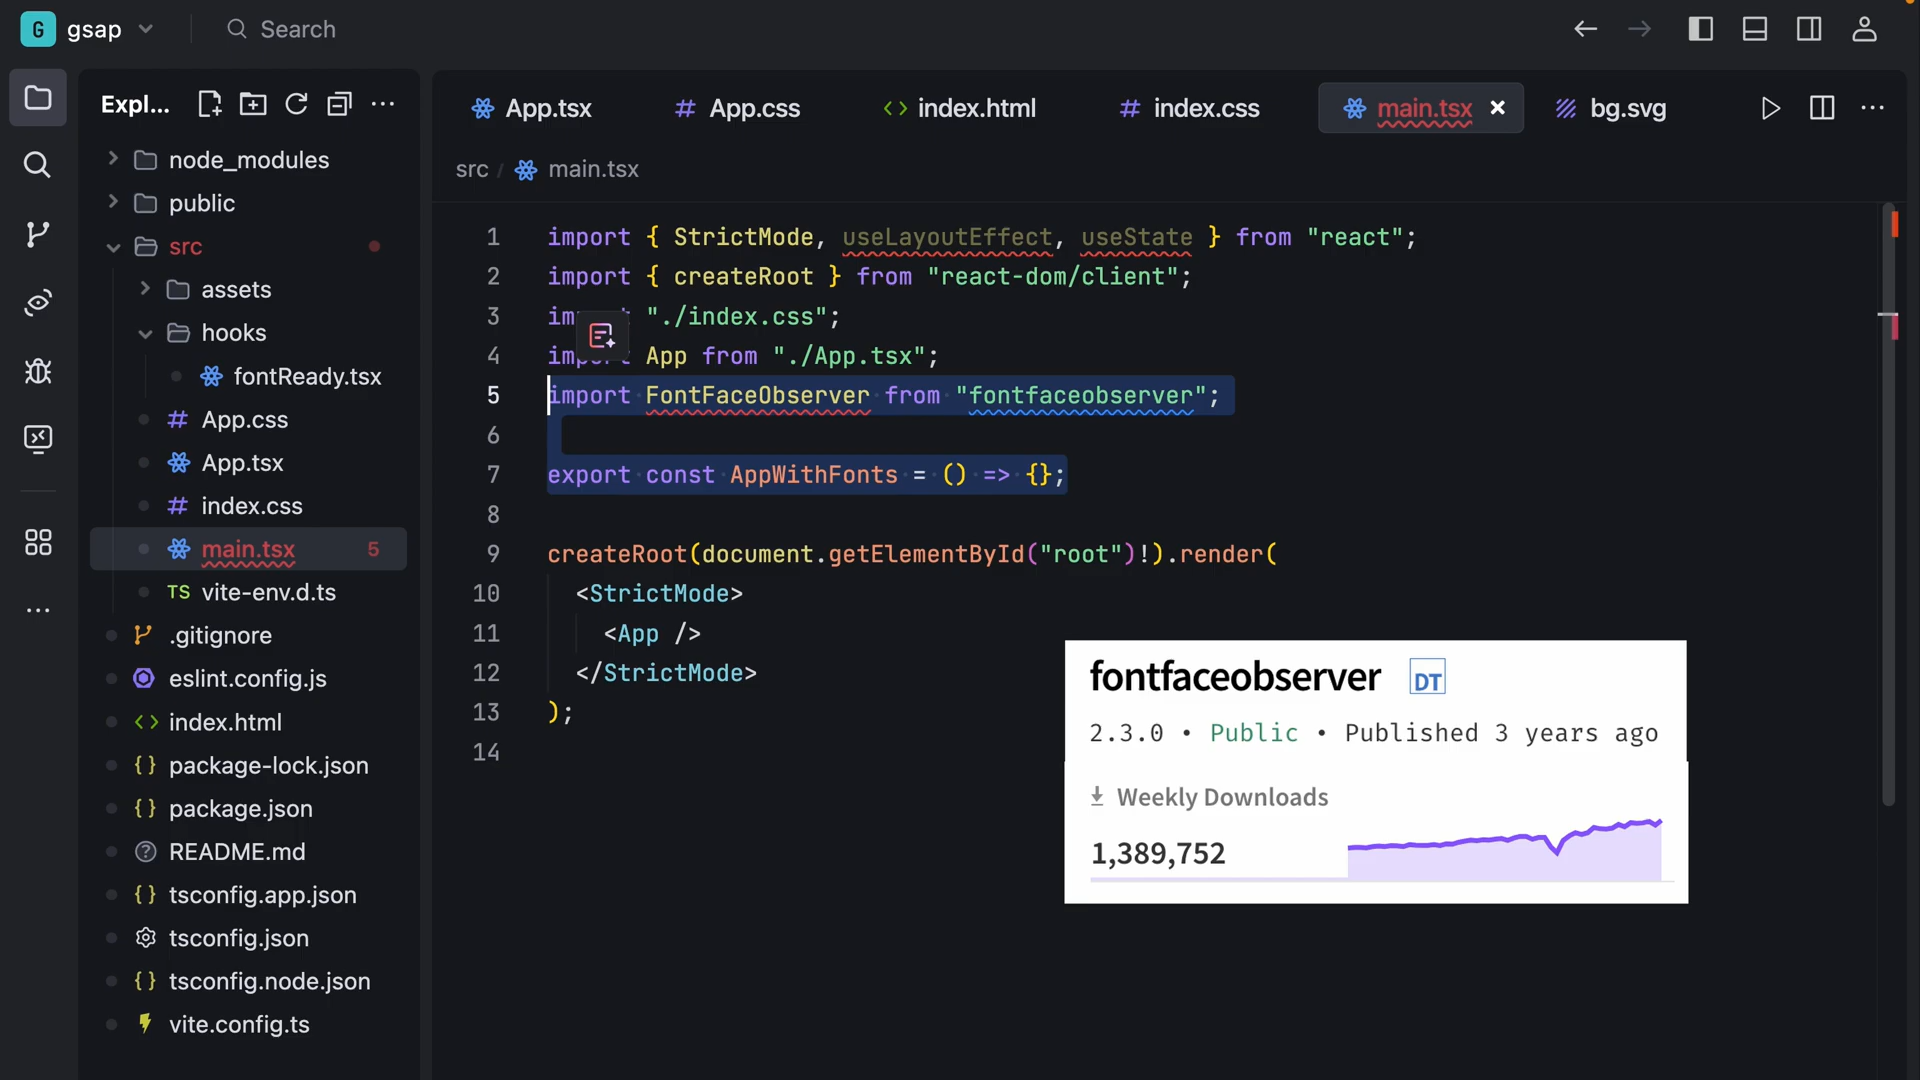 G gsap
Search
Expl...
App.tsx
App.css
index.html
index.css
main.tsx
bg.svg
src / main.tsx
node_modules
public
src
assets
hooks
fontReady.tsx
App.css
App.tsx
index.css
main.tsx 5
TS vite-env.d.ts
.gitignore
eslint.config.js
index.html
package-lock.json
package.json
README.md
tsconfig.app.json
tsconfig.json
tsconfig.node.json
vite.config.ts
1 import { StrictMode, useLayoutEffect, useState } from "react";
2 import { createRoot } from "react-dom/client";
3 "./index.css";
4 App from "./App.tsx";
5 import FontFaceObserver from "fontfaceobserver";
6
7 export const AppWithFonts = () => {};
8
9 createRoot(document.getElementById("root")!).render(
10 <StrictMode>
11 <App />
12 </StrictMode>
13 );
14
fontfaceobserver DT
2.3.0 • Public • Published 3 years ago
Weekly Downloads
1,389,752